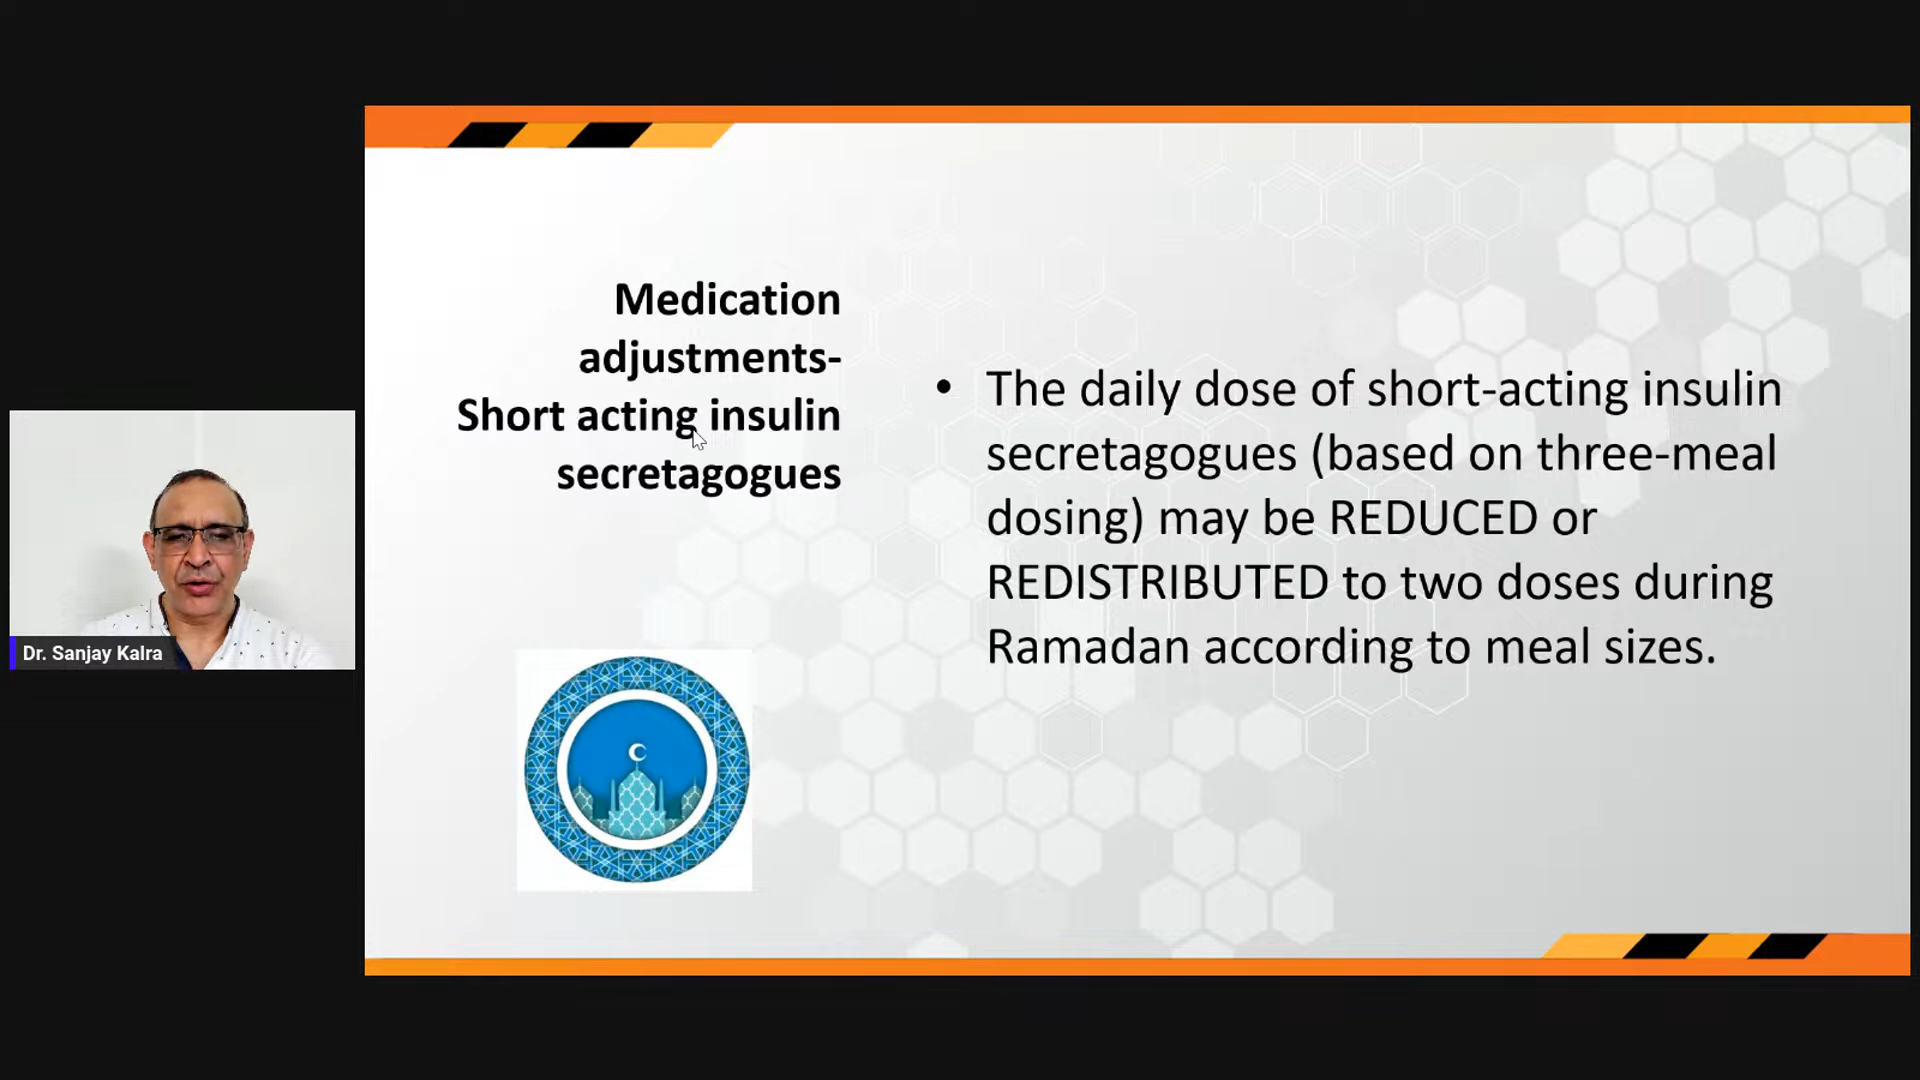 Medication
adjustments-
Short acting insulin
secretagogues
• The daily dose of short-acting insulin
secretagogues (based on three-meal
dosing) may be REDUCED or
REDISTRIBUTED to two doses during
Ramadan according to meal sizes.
Dr. Sanjay Kalra